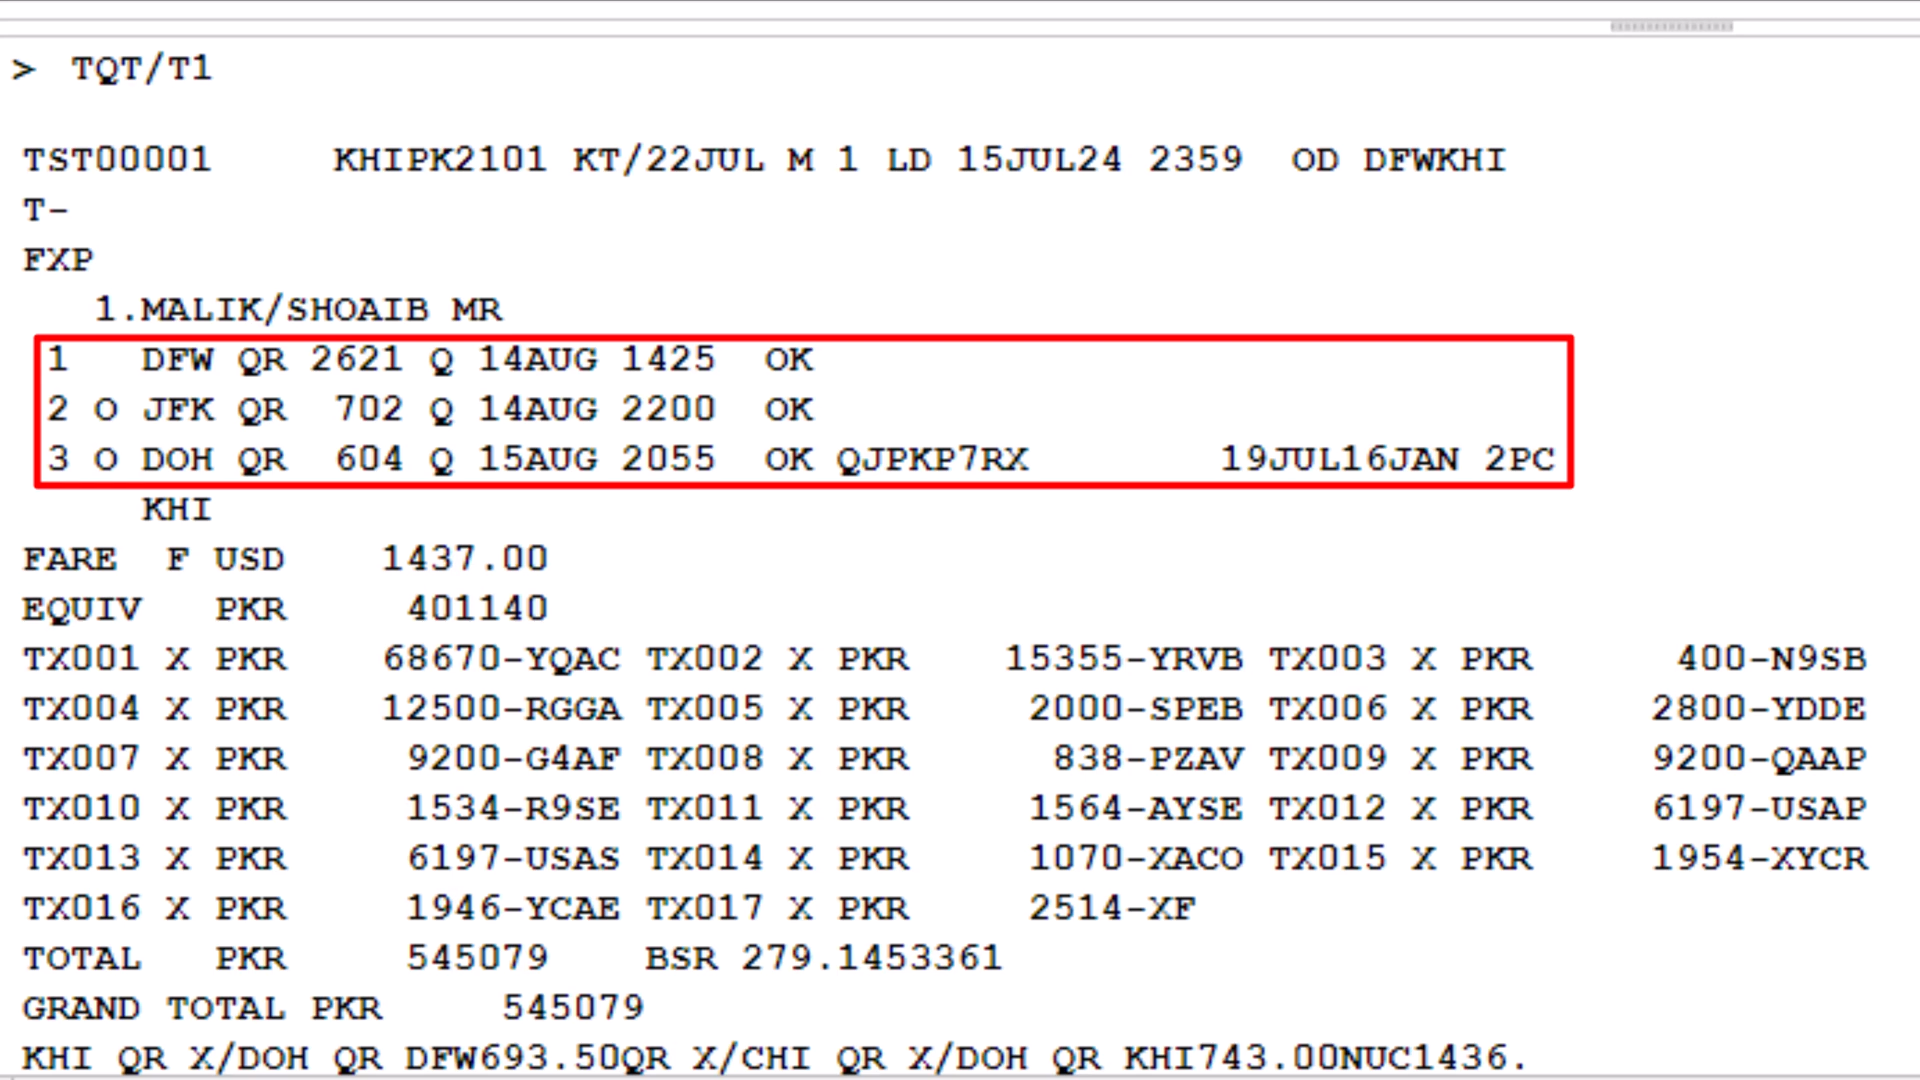 > TQT/T1
TST00001 KHIPK2101 KT/22JUL M 1 LD 15JUL24 2359 OD DFWKHI
T-
FXP
1.MALIK/SHOAIB MR
1 DFW QR 2621 Q 14AUG 1425 OK
2 O JFK QR 702 Q 14AUG 2200 OK
3 O DOH QR 604 Q 15AUG 2055 OK QJPKP7RX 19JUL16JAN 2PC
KHI
FARE F USD 1437.00
EQUIV PKR 401140
TX001 X PKR 68670-YQAC TX002 X PKR 15355-YRVB TX003 X PKR 400-N9SB
TX004 X PKR 12500-RGGA TX005 X PKR 2000-SPEB TX006 X PKR 2800-YDDE
TX007 X PKR 9200-G4AF TX008 X PKR 838-PZAV TX009 X PKR 9200-QAAP
TX010 X PKR 1534-R9SE TX011 X PKR 1564-AYSE TX012 X PKR 6197-USAP
TX013 X PKR 6197-USAS TX014 X PKR 1070-XACO TX015 X PKR 1954-XYCR
TX016 X PKR 1946-YCAE TX017 X PKR 2514-XF
TOTAL PKR 545079 BSR 279.1453361
GRAND TOTAL PKR 545079
KHI QR X/DOH QR DFW693.50QR X/CHI QR X/DOH QR KHI743.00NUC1436.